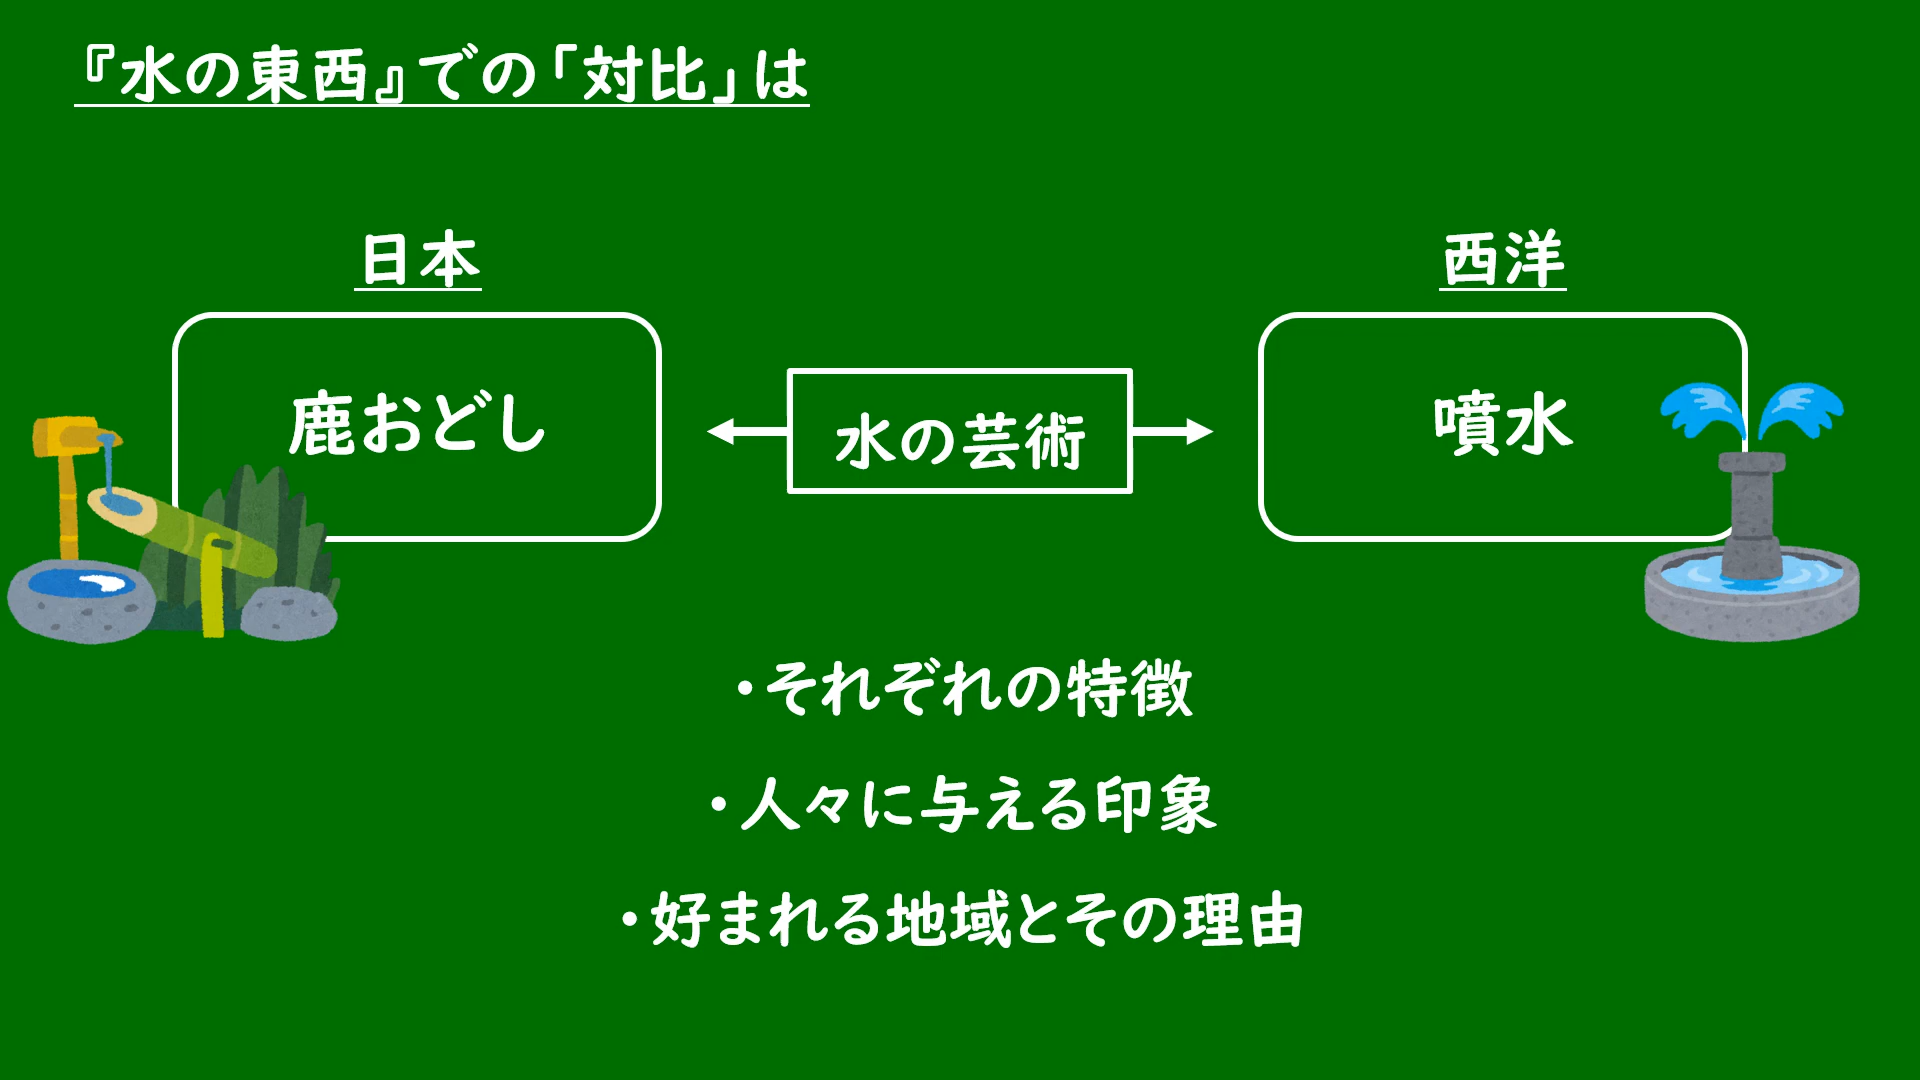 『水の東西』での「対比」は
日本
西洋
鹿おどし
水の芸術
噴水
・それぞれの特徴
・人々に与える印象
・好まれる地域とその理由